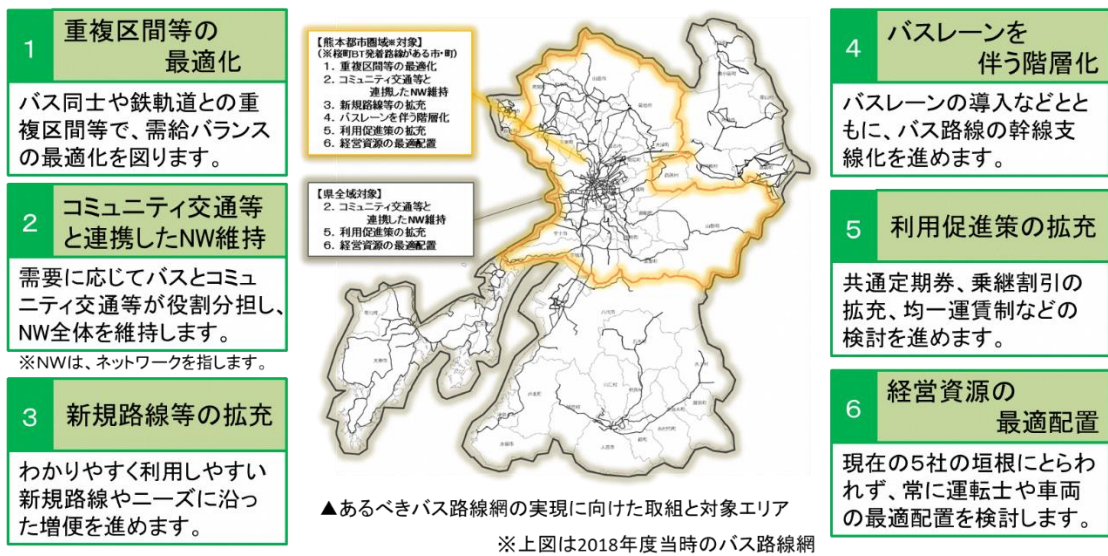 1
重複区間等の
最適化
バス同士や鉄軌道との重
複区間等で、需給バランス
の最適化を図ります。
2
コミュニティ交通等
と連携したNW維持
需要に応じてバスとコミュ
ニティ交通等が役割分担し、
NW全体を維持します。
※NWは、ネットワークを指します。
3
新規路線等の拡充
わかりやすく利用しやすい
新規路線やニーズに沿っ
た増便を進めます。
【熊本都市圏域※対象】
(※桜町BT発着路線がある市・町)
1. 重複区間等の最適化
2. コミュニティ交通等と
連携したNW維持
3. 新規路線等の拡充
4. バスレーンを伴う階層化
5. 利用促進策の拡充
6. 経営資源の最適配置
【県全域対象】
2. コミュニティ交通等と
連携したNW維持
5. 利用促進策の拡充
6. 経営資源の最適配置
▲あるべきバス路線網の実現に向けた取組と対象エリア
※上図は2018年度当時のバス路線網
4
バスレーンを
伴う階層化
バスレーンの導入などとと
もに、バス路線の幹線支
線化を進めます。
5
利用促進策の拡充
共通定期券、乗継割引の
拡充、均一運賃制などの
検討を進めます。
6
経営資源の
最適配置
現在の5社の垣根にとらわ
れず、常に運転士や車両
の最適配置を検討します。